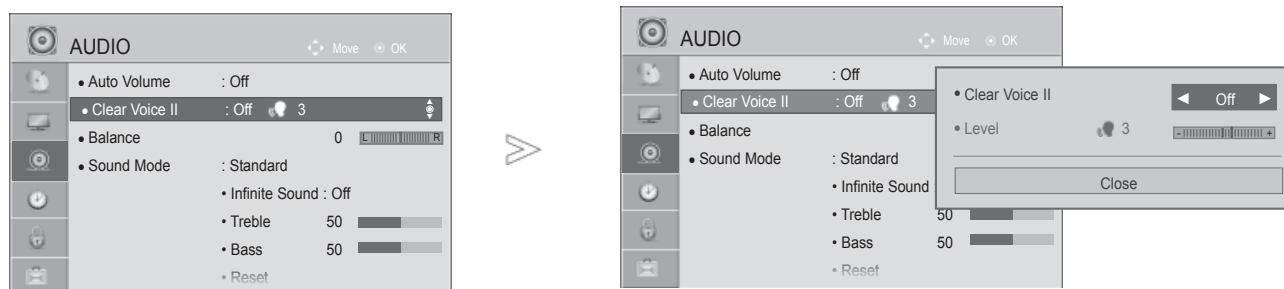 AUDIO
Move OK
• Auto Volume : Off
• Clear Voice II : Off 3
• Balance 0 L R
• Sound Mode : Standard
• Infinite Sound : Off
• Treble 50
• Bass 50
• Reset
AUDIO
Move OK
• Auto Volume : Off
• Clear Voice II : Off 3
• Balance
• Sound Mode : Standard
• Infinite Sound :
• Treble 50
• Bass 50
• Reset
• Clear Voice II ◄ Off ►
• Level 3 - +
Close